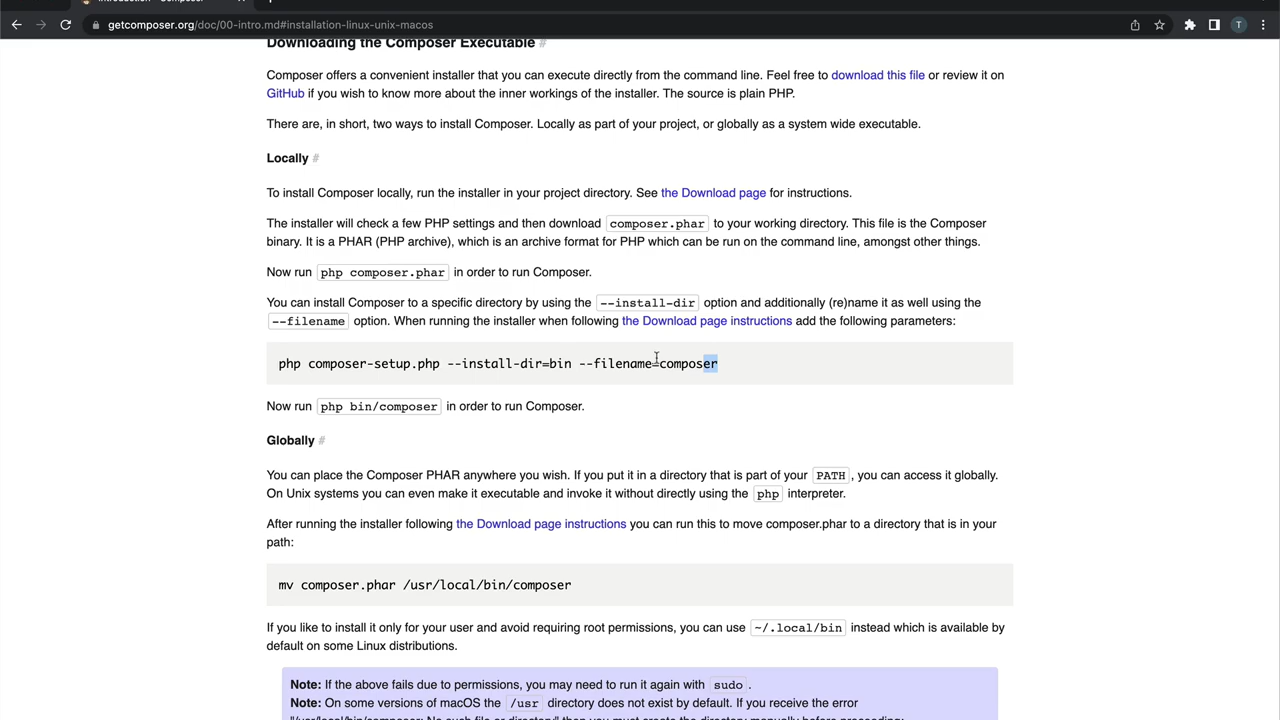 getcomposer.org/doc/00-intro.md#installation-linux-unix-macos
T
Downloading the Composer Executable #
Composer offers a convenient installer that you can execute directly from the command line. Feel free to download this file or review it on
GitHub if you wish to know more about the inner workings of the installer. The source is plain PHP.
There are, in short, two ways to install Composer. Locally as part of your project, or globally as a system wide executable.
Locally #
To install Composer locally, run the installer in your project directory. See the Download page for instructions.
The installer will check a few PHP settings and then download composer.phar to your working directory. This file is the Composer
binary. It is a PHAR (PHP archive), which is an archive format for PHP which can be run on the command line, amongst other things.
Now run php composer.phar in order to run Composer.
You can install Composer to a specific directory by using the --install-dir option and additionally (re)name it as well using the
--filename option. When running the installer when following the Download page instructions add the following parameters:
php composer-setup.php --install-dir=bin --filename=composer
Now run php bin/composer in order to run Composer.
Globally #
You can place the Composer PHAR anywhere you wish. If you put it in a directory that is part of your PATH, you can access it globally.
On Unix systems you can even make it executable and invoke it without directly using the php interpreter.
After running the installer following the Download page instructions you can run this to move composer.phar to a directory that is in your
path:
mv composer.phar /usr/local/bin/composer
If you like to install it only for your user and avoid requiring root permissions, you can use ~/.local/bin instead which is available by
default on some Linux distributions.
Note: If the above fails due to permissions, you may need to run it again with sudo.
Note: On some versions of macOS the /usr directory does not exist by default. If you receive the error
"/usr/local/bin/composer: No such file or directory" then you must create the directory manually before proceeding: